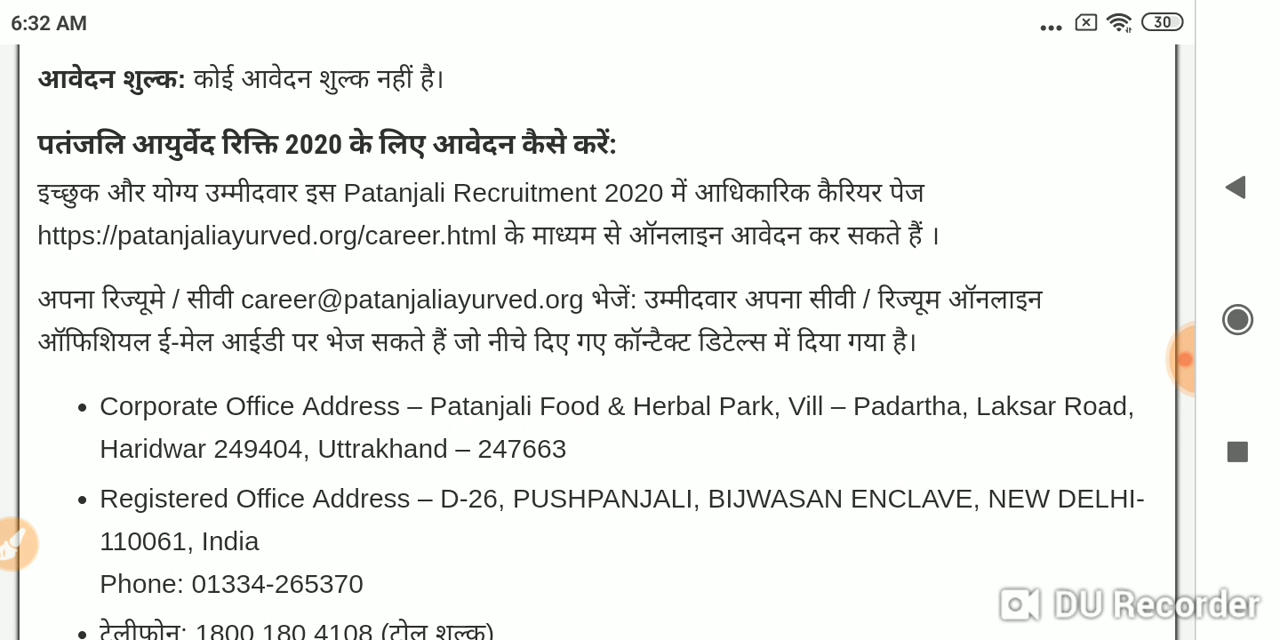 6:32 AM
30
आवेदन शुल्क: कोई आवेदन शुल्क नहीं है।
पतंजलि आयुर्वेद रिक्ति 2020 के लिए आवेदन कैसे करें:
इच्छुक और योग्य उम्मीदवार इस Patanjali Recruitment 2020 में आधिकारिक कैरियर पेज
https://patanjaliayurved.org/career.html के माध्यम से ऑनलाइन आवेदन कर सकते हैं ।
अपना रिज्यूमे / सीवी career@patanjaliayurved.org भेजें: उम्मीदवार अपना सीवी / रिज्यूम ऑनलाइन
ऑफिशियल ई-मेल आईडी पर भेज सकते हैं जो नीचे दिए गए कॉन्टैक्ट डिटेल्स में दिया गया है।
• Corporate Office Address – Patanjali Food & Herbal Park, Vill – Padartha, Laksar Road,
Haridwar 249404, Uttrakhand – 247663
• Registered Office Address – D-26, PUSHPANJALI, BIJWASAN ENCLAVE, NEW DELHI-
110061, India
Phone: 01334-265370
• टेलीफोन: 1800 180 4108 (टोल शुल्क)
DU Recorder